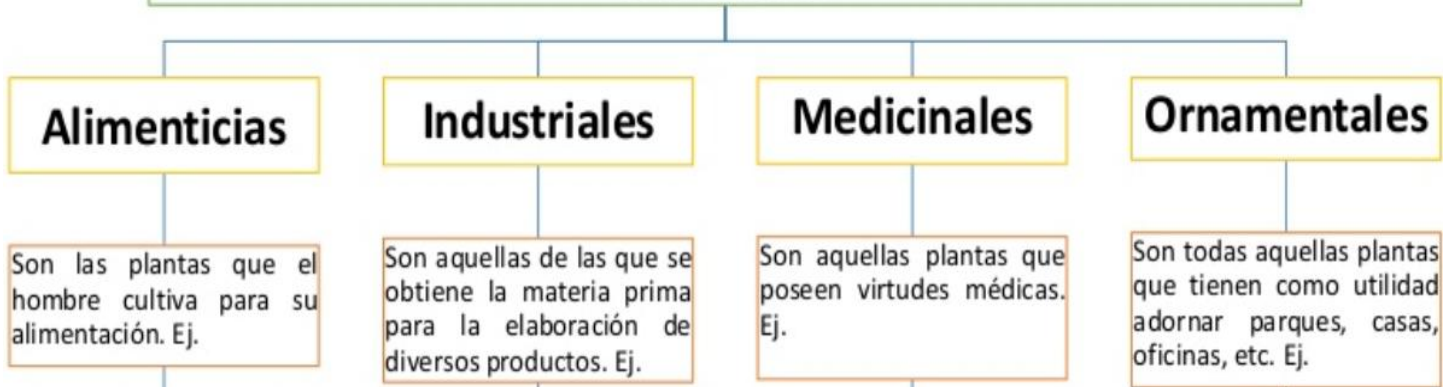 Alimenticias
Industriales
Medicinales
Ornamentales
Son las plantas que el
hombre cultiva para su
alimentación. Ej.
Son aquellas de las que se
obtiene la materia prima
para la elaboración de
diversos productos. Ej.
Son aquellas plantas que
poseen virtudes médicas.
Ej.
Son todas aquellas plantas
que tienen como utilidad
adornar parques, casas,
oficinas, etc. Ej.